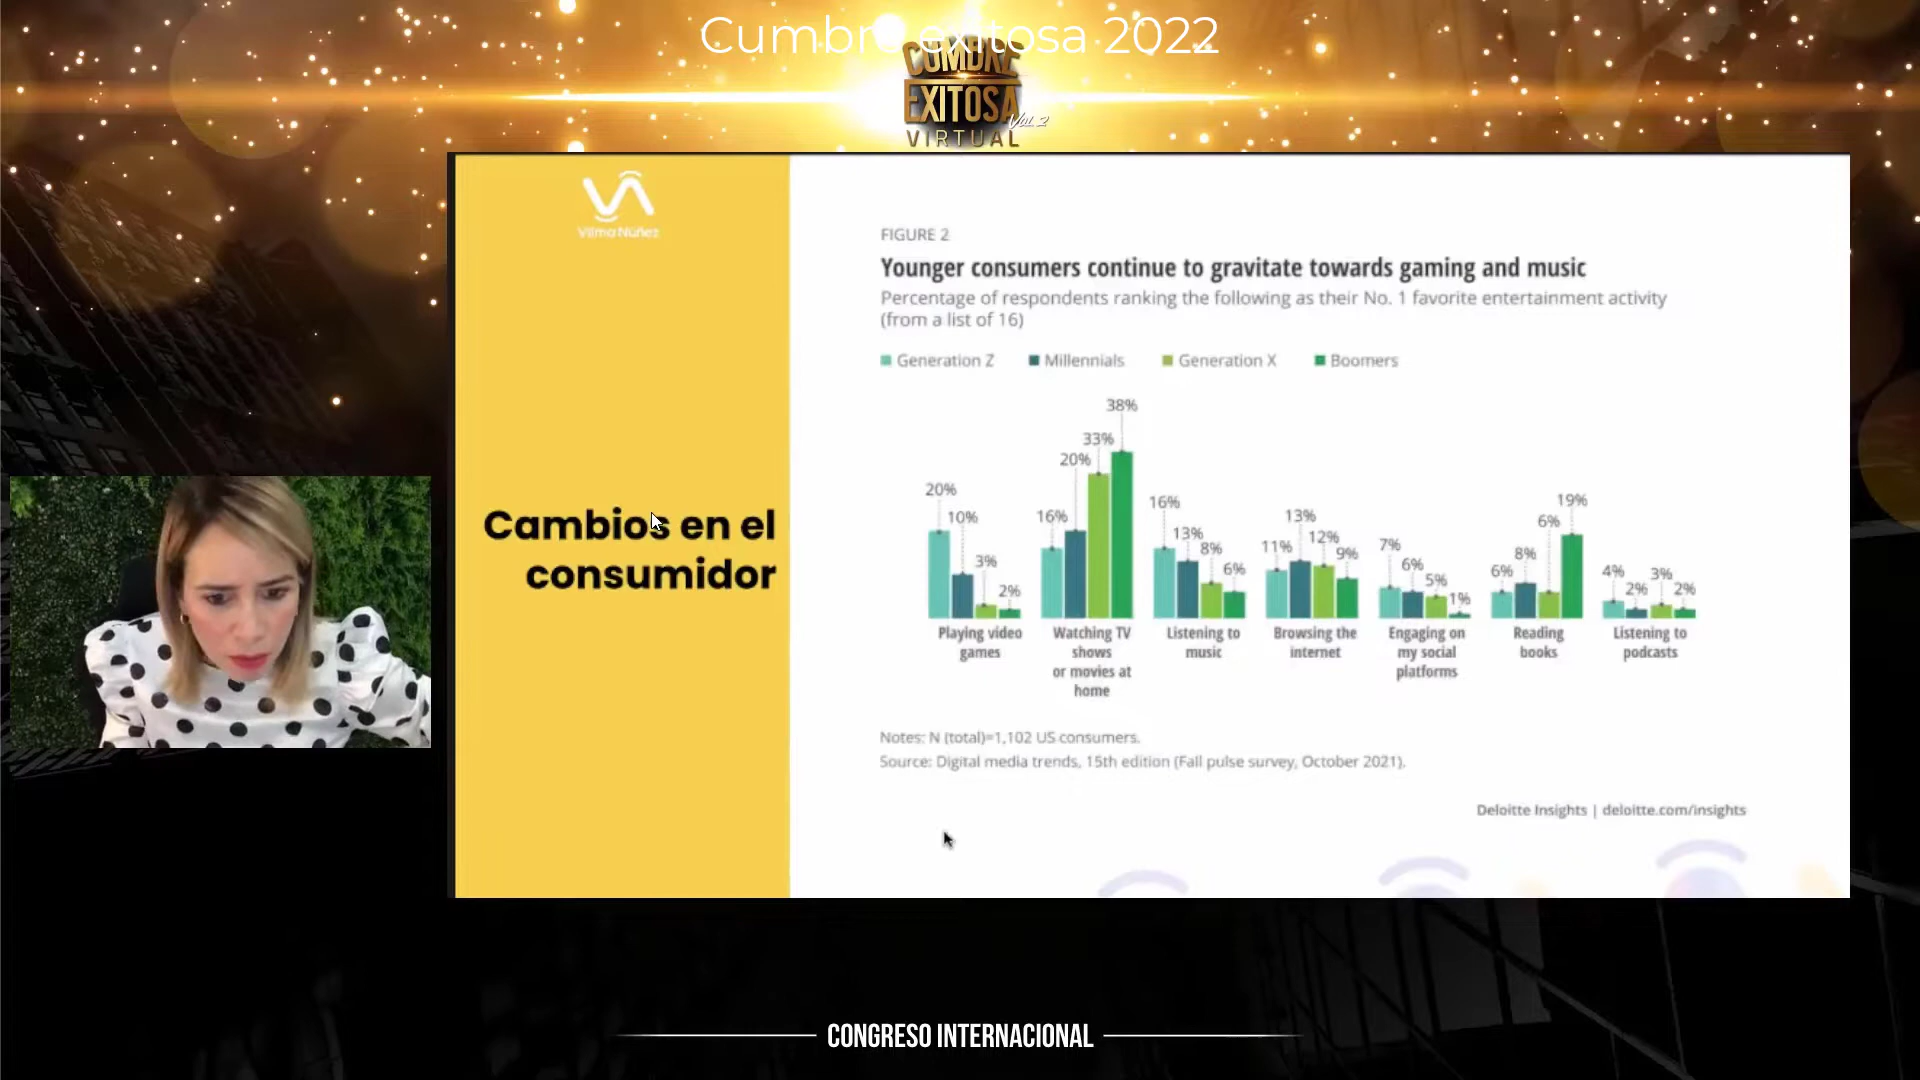 Cumbre exitosa 2022
CUMBRE
EXITOSA
Vol 2
VIRTUAL
Vilma Núñez
Cambios en el
consumidor
FIGURE 2
Younger consumers continue to gravitate towards gaming and music
Percentage of respondents ranking the following as their No. 1 favorite entertainment activity
(from a list of 16)
Generation Z Millennials Generation X Boomers
20% 10% 3% 2%
16% 20% 33% 38%
16% 13% 8% 6%
11% 13% 12% 9%
7% 6% 5% 1%
6% 8% 6% 19%
4% 2% 3% 2%
Playing video
games
Watching TV
shows
or movies at
home
Listening to
music
Browsing the
internet
Engaging on
my social
platforms
Reading
books
Listening to
podcasts
Notes: N (total)=1,102 US consumers.
Source: Digital media trends, 15th edition (Fall pulse survey, October 2021).
Deloitte Insights | deloitte.com/insights
CONGRESO INTERNACIONAL